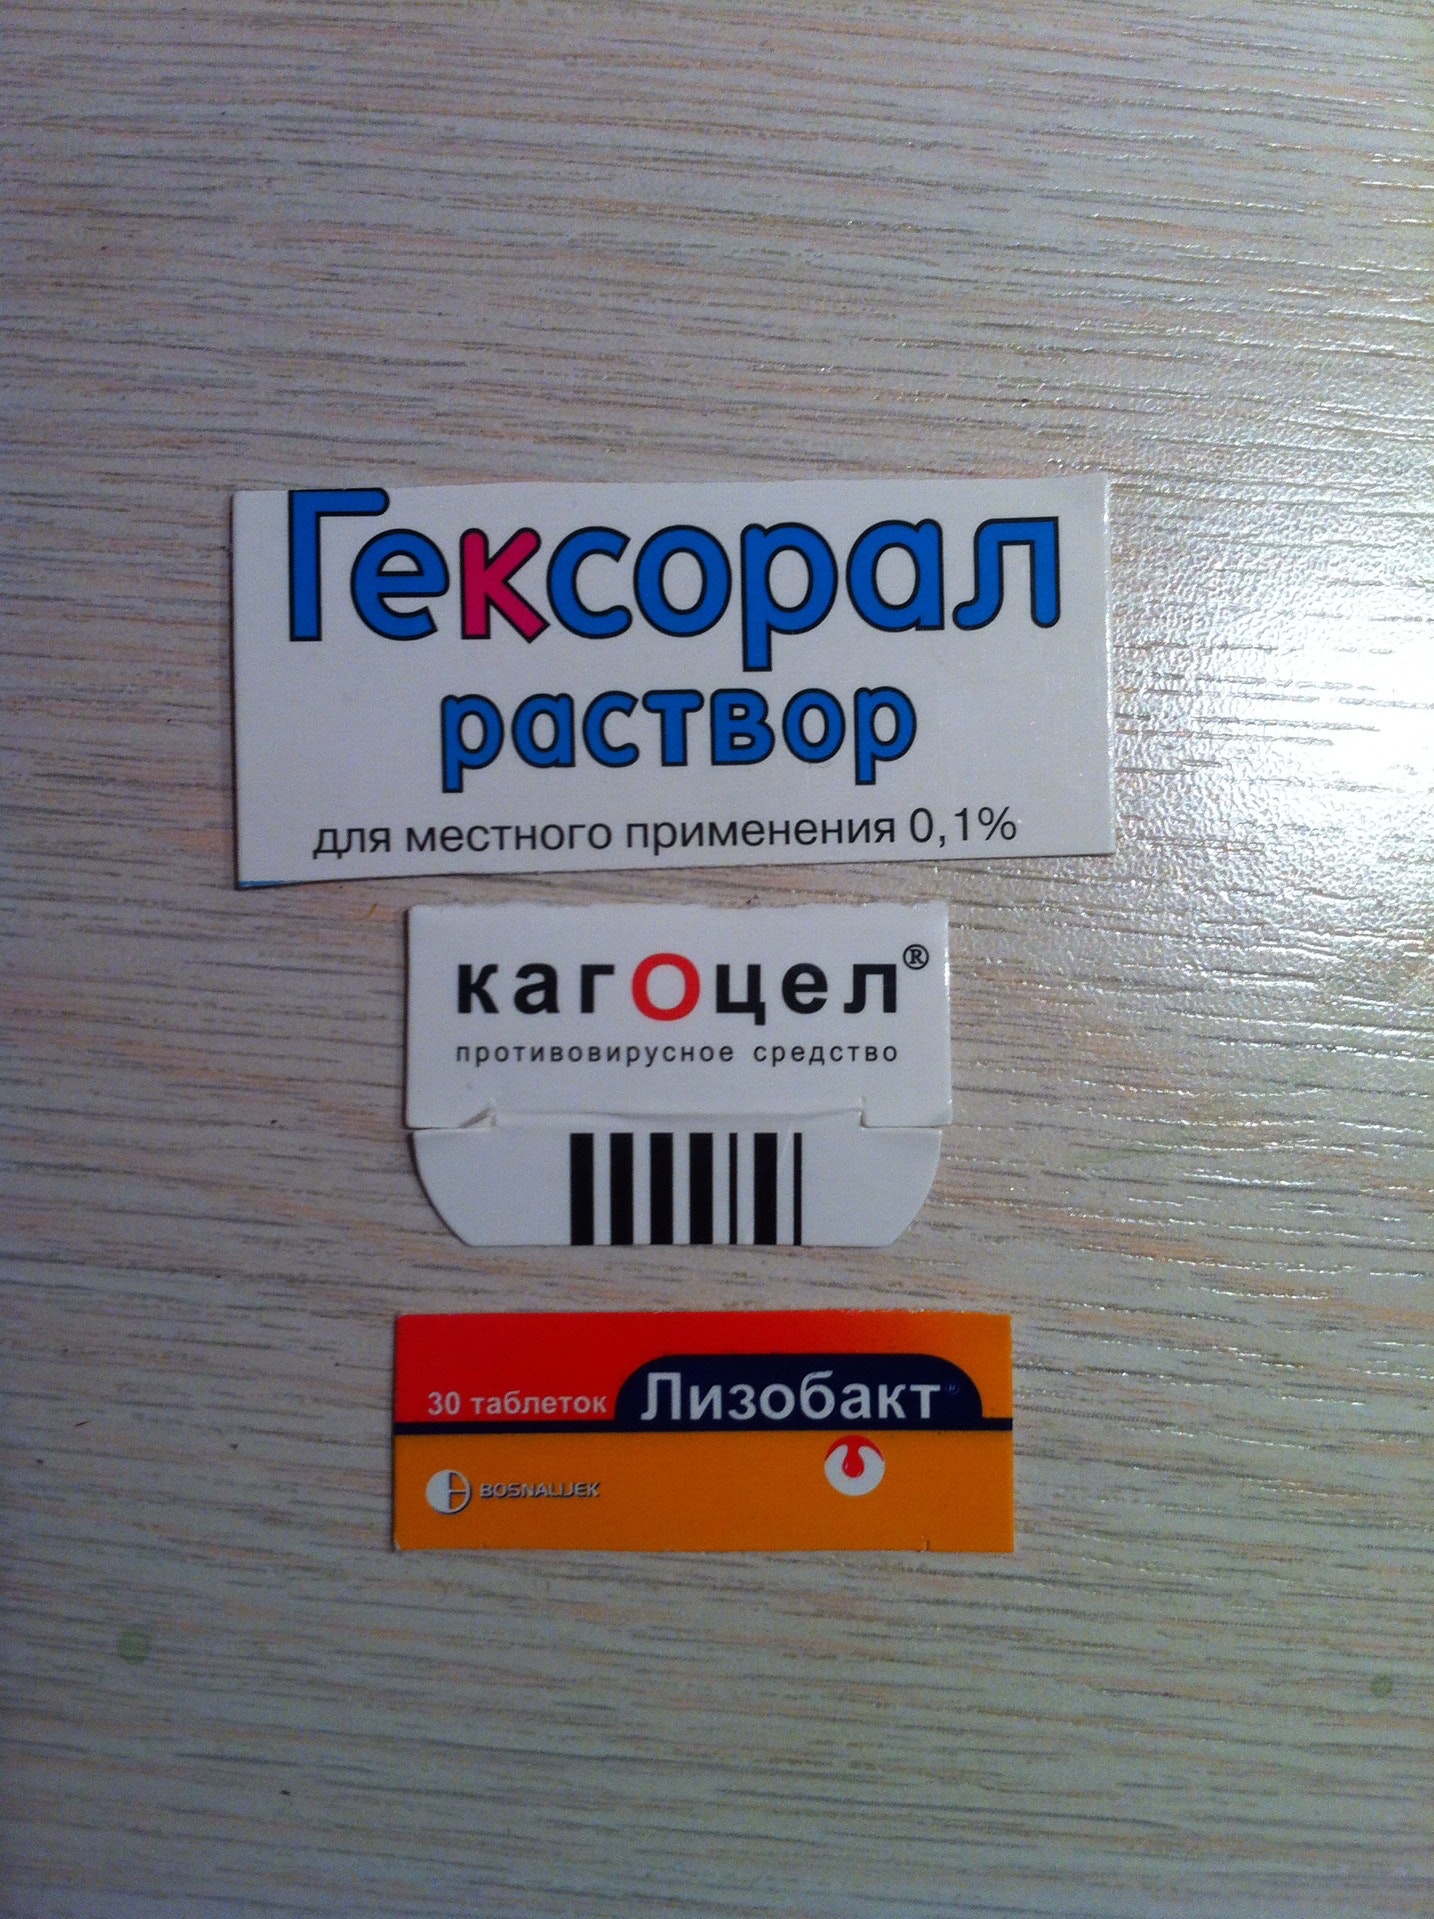 Гексорал
раствор
для местного применения 0,1%
кагоцел®
противовирусное средство
30 таблеток Лизобакт
BOSNALIJEK